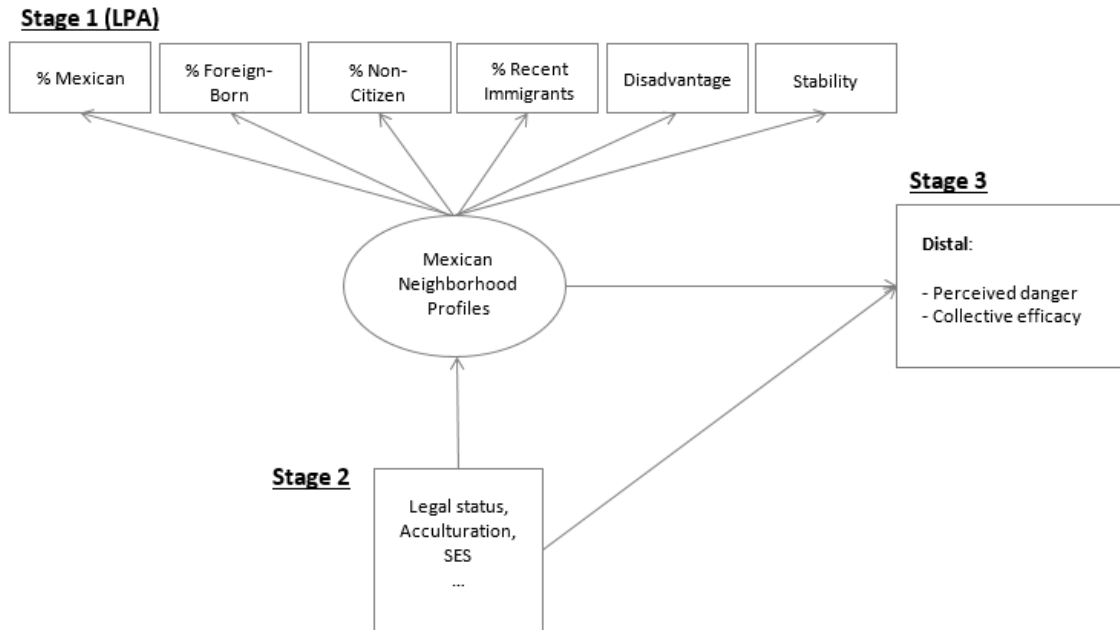 Stage 1 (LPA)
% Mexican
% Foreign-
Born
% Non-
Citizen
% Recent
Immigrants
Disadvantage
Stability
Stage 3
Distal:
- Perceived danger
- Collective efficacy
Mexican
Neighborhood
Profiles
Stage 2
Legal status,
Acculturation,
SES
...